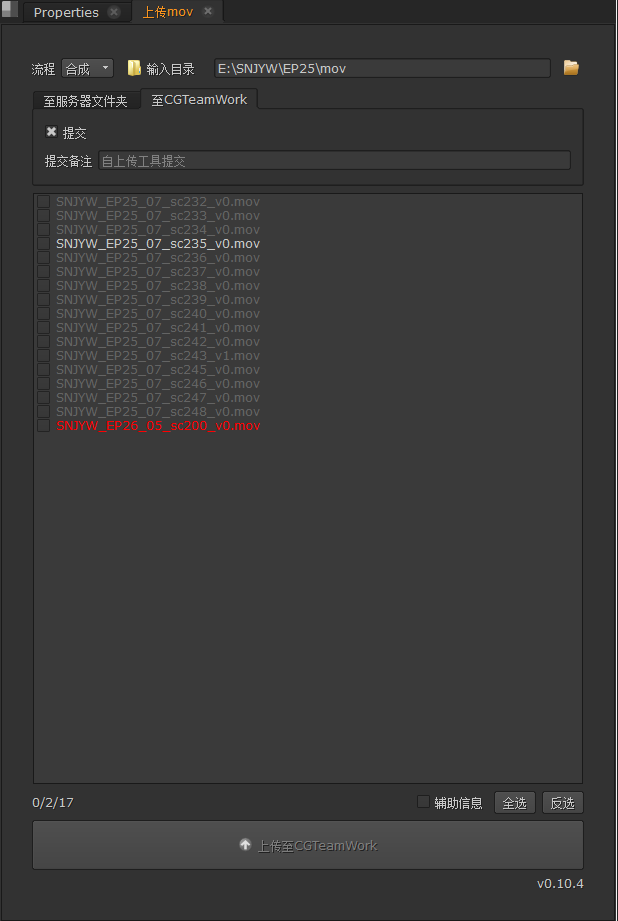 Properties
上传mov
流程 合成 输入目录 E:\SNJYW\EP25\mov
至服务器文件夹 至CGTeamWork
提交
提交备注 自上传工具提交
SNJYW_EP25_07_sc232_v0.mov
SNJYW_EP25_07_sc233_v0.mov
SNJYW_EP25_07_sc234_v0.mov
SNJYW_EP25_07_sc235_v0.mov
SNJYW_EP25_07_sc236_v0.mov
SNJYW_EP25_07_sc237_v0.mov
SNJYW_EP25_07_sc238_v0.mov
SNJYW_EP25_07_sc239_v0.mov
SNJYW_EP25_07_sc240_v0.mov
SNJYW_EP25_07_sc241_v0.mov
SNJYW_EP25_07_sc242_v0.mov
SNJYW_EP25_07_sc243_v1.mov
SNJYW_EP25_07_sc245_v0.mov
SNJYW_EP25_07_sc246_v0.mov
SNJYW_EP25_07_sc247_v0.mov
SNJYW_EP25_07_sc248_v0.mov
SNJYW_EP26_05_sc200_v0.mov
0/2/17 辅助信息 全选 反选
上传至CGTeamWork
v0.10.4